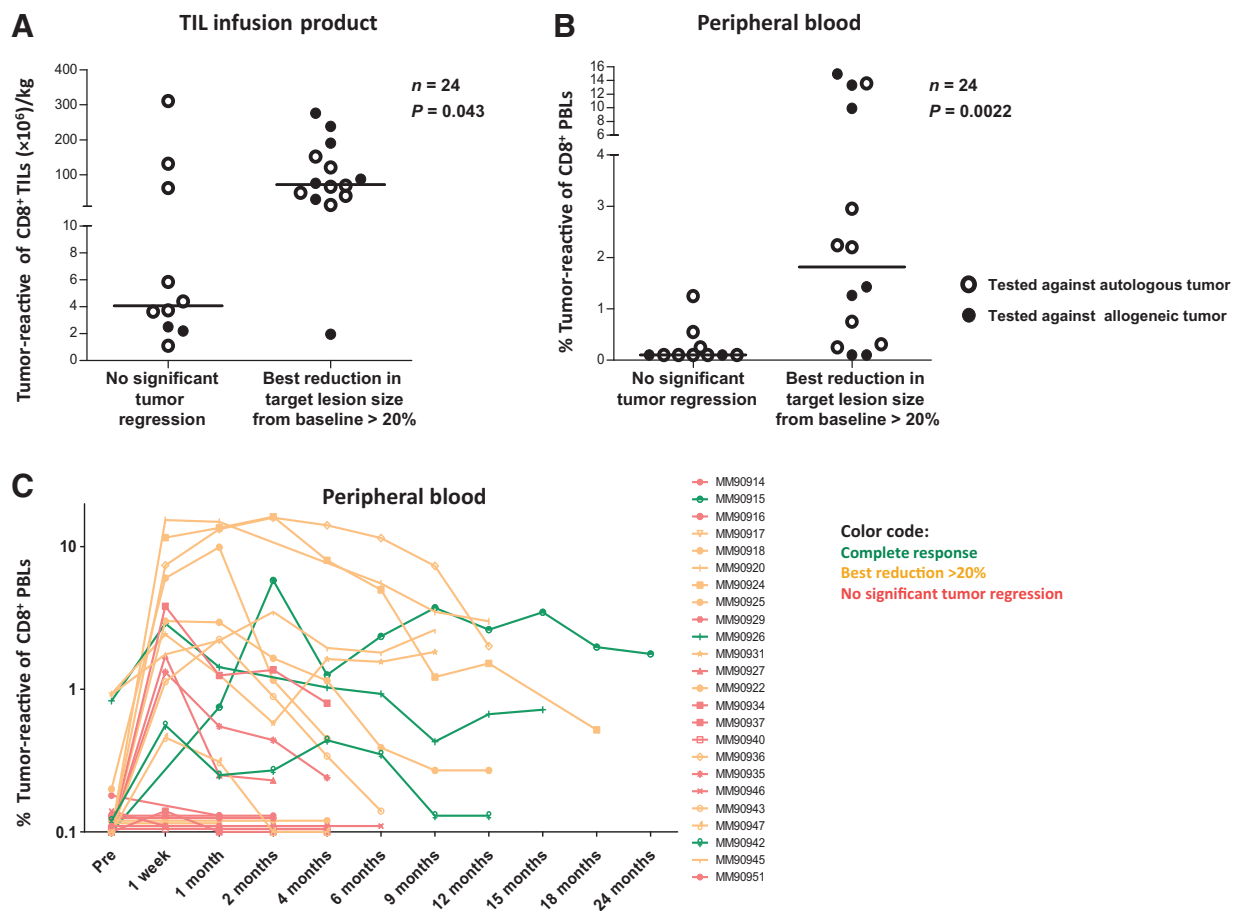 A
TIL infusion product
Tumor-reactive of CD8+ TILs (×10⁶)/kg
400
300
200
100
10
8
6
4
2
0
n = 24
P = 0.043
No significant
tumor
regression
Best reduction in
target lesion size
from baseline > 20%
B
Peripheral blood
% Tumor-reactive of CD8+ PBLs
16
14
12
10
8
6
4
3
2
1
0
n = 24
P = 0.0022
No significant
tumor regression
Best reduction in
target lesion size
from baseline > 20%
Tested against autologous tumor
Tested against allogeneic tumor
C
Peripheral blood
% Tumor-reactive of CD8+ PBLs
10
1
0.1
Pre
1 week
1 month
2 months
4 months
6 months
9 months
12 months
15 months
18 months
24 months
MM90914
MM90915
MM90916
MM90917
MM90918
MM90920
MM90924
MM90925
MM90929
MM90926
MM90931
MM90927
MM90922
MM90934
MM90937
MM90940
MM90936
MM90935
MM90946
MM90943
MM90947
MM90942
MM90945
MM90951
Color code:
Complete response
Best reduction >20%
No significant tumor regression